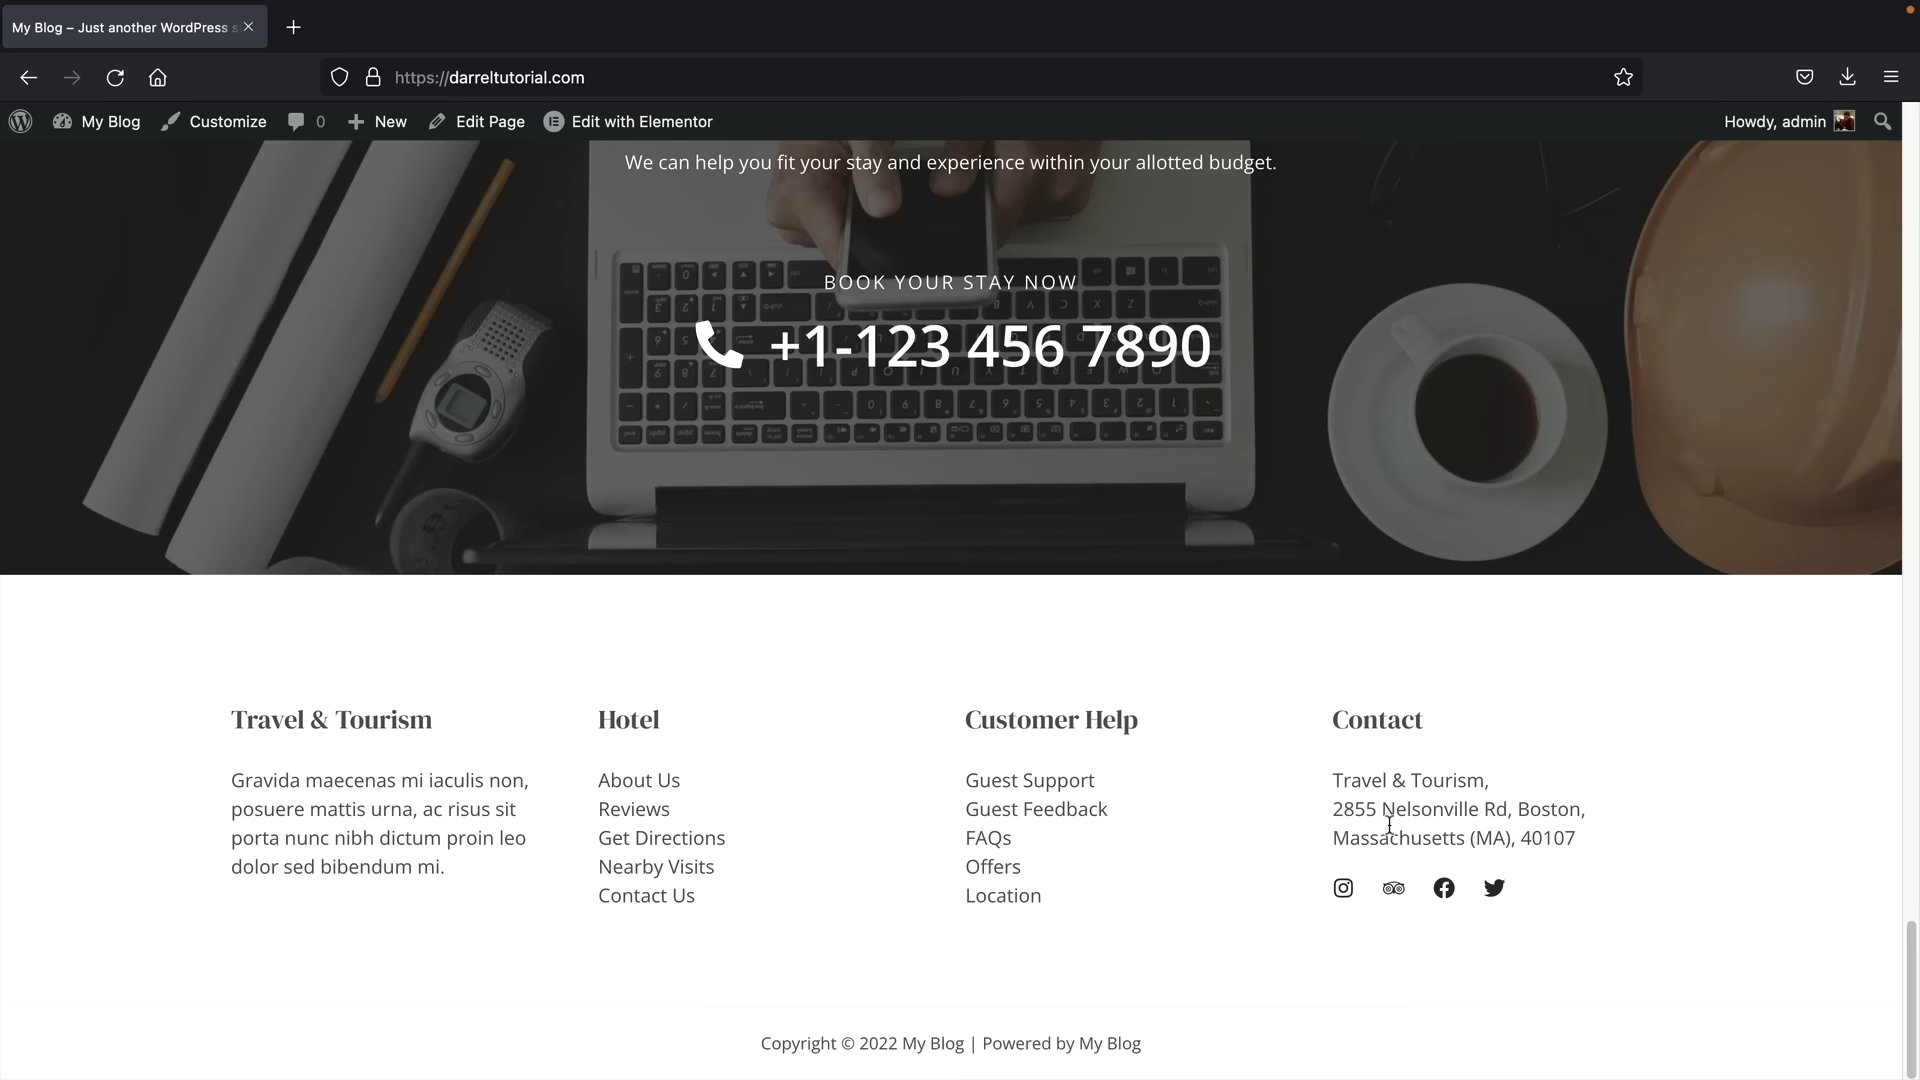 My Blog – Just another WordPress s
https://darreltutorial.com
My Blog
Customize
0
New
Edit Page
Edit with Elementor
Howdy, admin
We can help you fit your stay and experience within your allotted budget.
BOOK YOUR STAY NOW
+1-123 456 7890
Travel & Tourism
Gravida maecenas mi iaculis non,
posuere mattis urna, ac risus sit
porta nunc nibh dictum proin leo
dolor sed bibendum mi.
Hotel
About Us
Reviews
Get Directions
Nearby Visits
Contact Us
Customer Help
Guest Support
Guest Feedback
FAQs
Offers
Location
Contact
Travel & Tourism,
2855 Nelsonville Rd, Boston,
Massachusetts (MA), 40107
Copyright © 2022 My Blog | Powered by My Blog